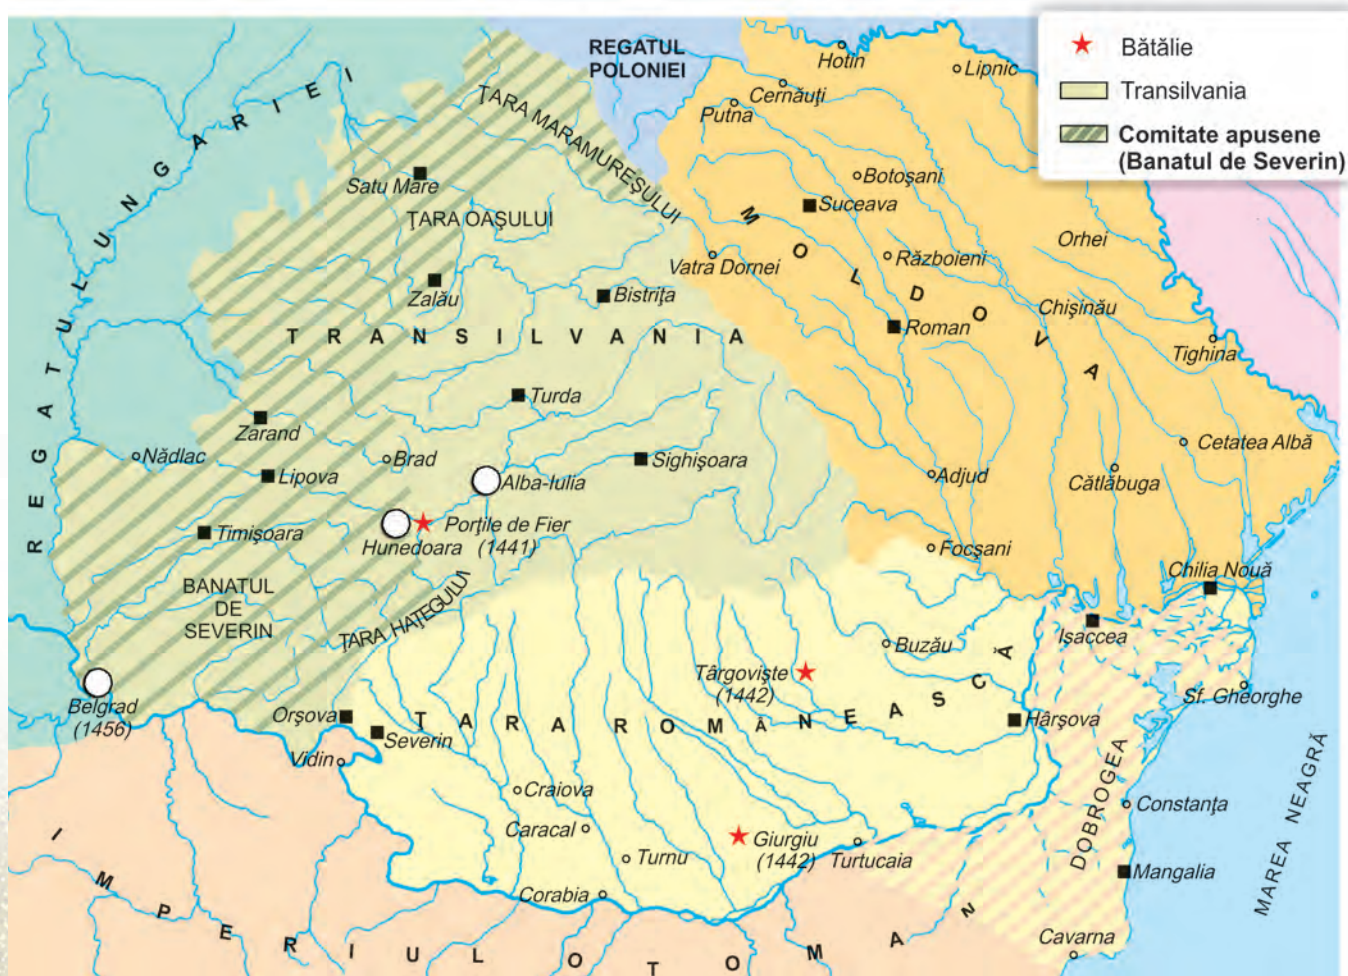 REGATUL
POLONIEI
Hotin
Lipnic
Cernăuţi
Putna
Bătălie
Transilvania
Comitate apusene
(Banatul de Severin)
REGATUL UNGARIEI
ŢARA MARAMUREŞULUI
Satu Mare
ŢARA OAŞULUI
Botoşani
Suceava
MOLDOVA
Orhei
Războieni
Vatra Dornei
Zalău
Bistriţa
Chişinău
Roman
Tighina
TRANSILVANIA
Turda
Zarand
Nădlac
Brad
Lipova
Alba-Iulia
Sighişoara
Adjud
Cetatea Albă
Cătlăbuga
Timişoara
Hunedoara
Porţile de Fier
(1441)
Focşani
Chilia Nouă
BANATUL
DE
SEVERIN
ŢARA HAŢEGULUI
Buzău
Isaccea
Târgovişte
(1442)
Sf. Gheorghe
Belgrad
(1456)
Orşova
Severin
ŢARA ROMÂNEASCĂ
Hârşova
Vidin
Craiova
Caracal
Turnu
Giurgiu
(1442)
Turtucaia
DOBROGEA
Constanţa
Mangalia
MAREA NEAGRĂ
Corabia
Cavarna
IMPERIUL OTOMAN